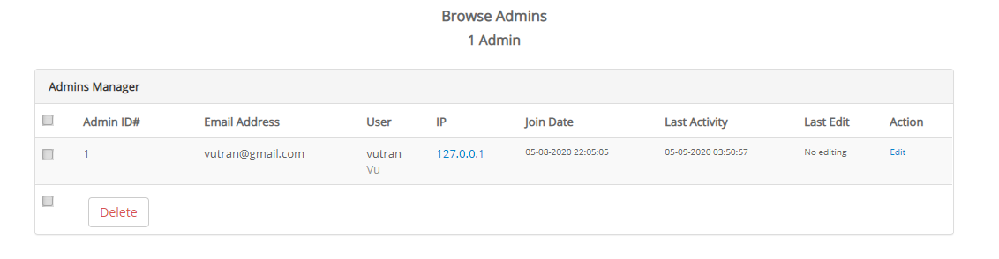 Browse Admins
1 Admin
Admins Manager
Admin ID# Email Address User IP Join Date Last Activity Last Edit Action
1 vutran@gmail.com vutran 127.0.0.1 05-08-2020 22:05:05 05-09-2020 03:50:57 No editing Edit
Vu
Delete